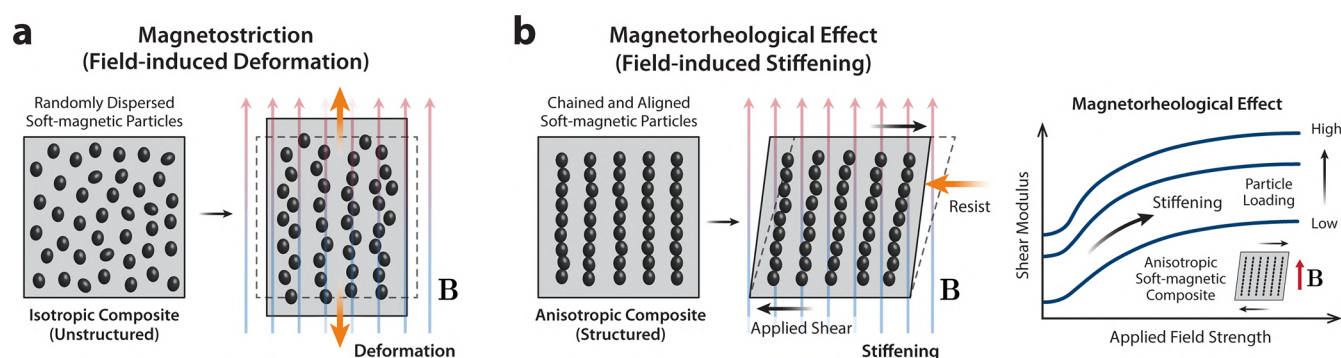 a
Magnetostriction
(Field-induced Deformation)
Randomly Dispersed
Soft-magnetic Particles
Isotropic Composite
(Unstructured)
B
Deformation
b
Magnetorheological Effect
(Field-induced Stiffening)
Chained and Aligned
Soft-magnetic Particles
Anisotropic Composite
(Structured)
Resist
B
Applied Shear
Stiffening
Magnetorheological Effect
Shear Modulus
High
Particle
Loading
Low
Stiffening
Anisotropic
Soft-magnetic
Composite
B
Applied Field Strength